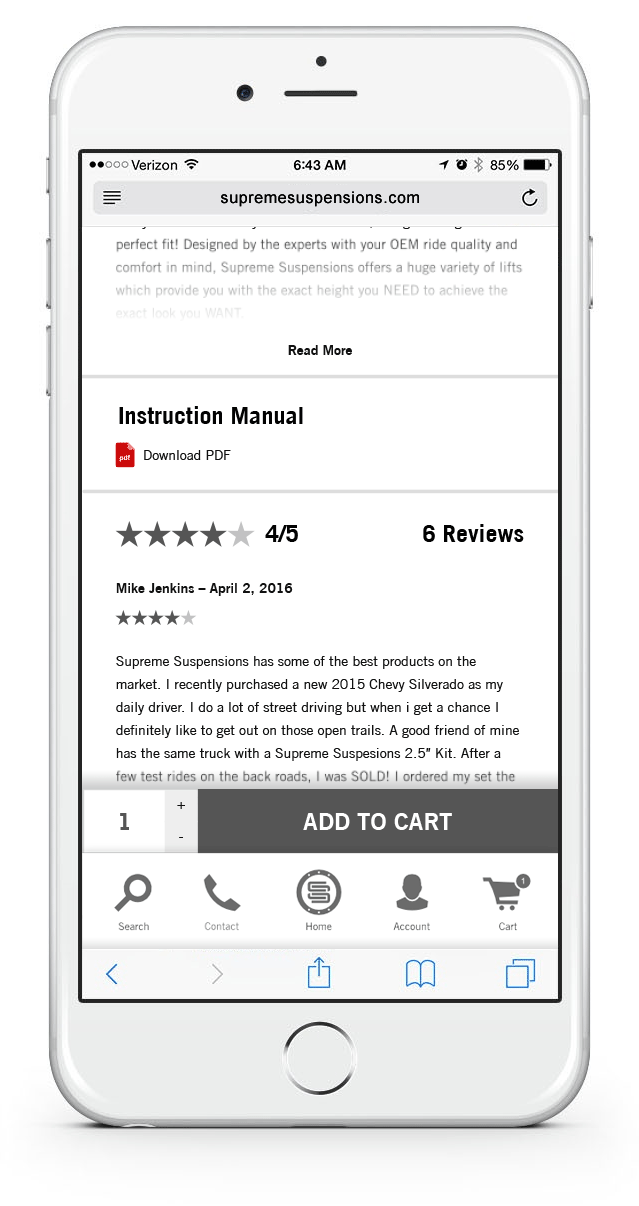 Verizon 6:43 AM 85%
supremesuspensions.com
perfect fit! Designed by the experts with your OEM ride quality and
comfort in mind, Supreme Suspensions offers a huge variety of lifts
which provide you with the exact height you NEED to achieve the
exact look you WANT.
Read More
Instruction Manual
pdf Download PDF
4/5 6 Reviews
Mike Jenkins – April 2, 2016
Supreme Suspensions has some of the best products on the
market. I recently purchased a new 2015 Chevy Silverado as my
daily driver. I do a lot of street driving but when i get a chance I
definitely like to get out on those open trails. A good friend of mine
has the same truck with a Supreme Suspesions 2.5″ Kit. After a
few test rides on the back roads, I was SOLD! I ordered my set the
1 + - ADD TO CART
1
Search Contact Home Account Cart